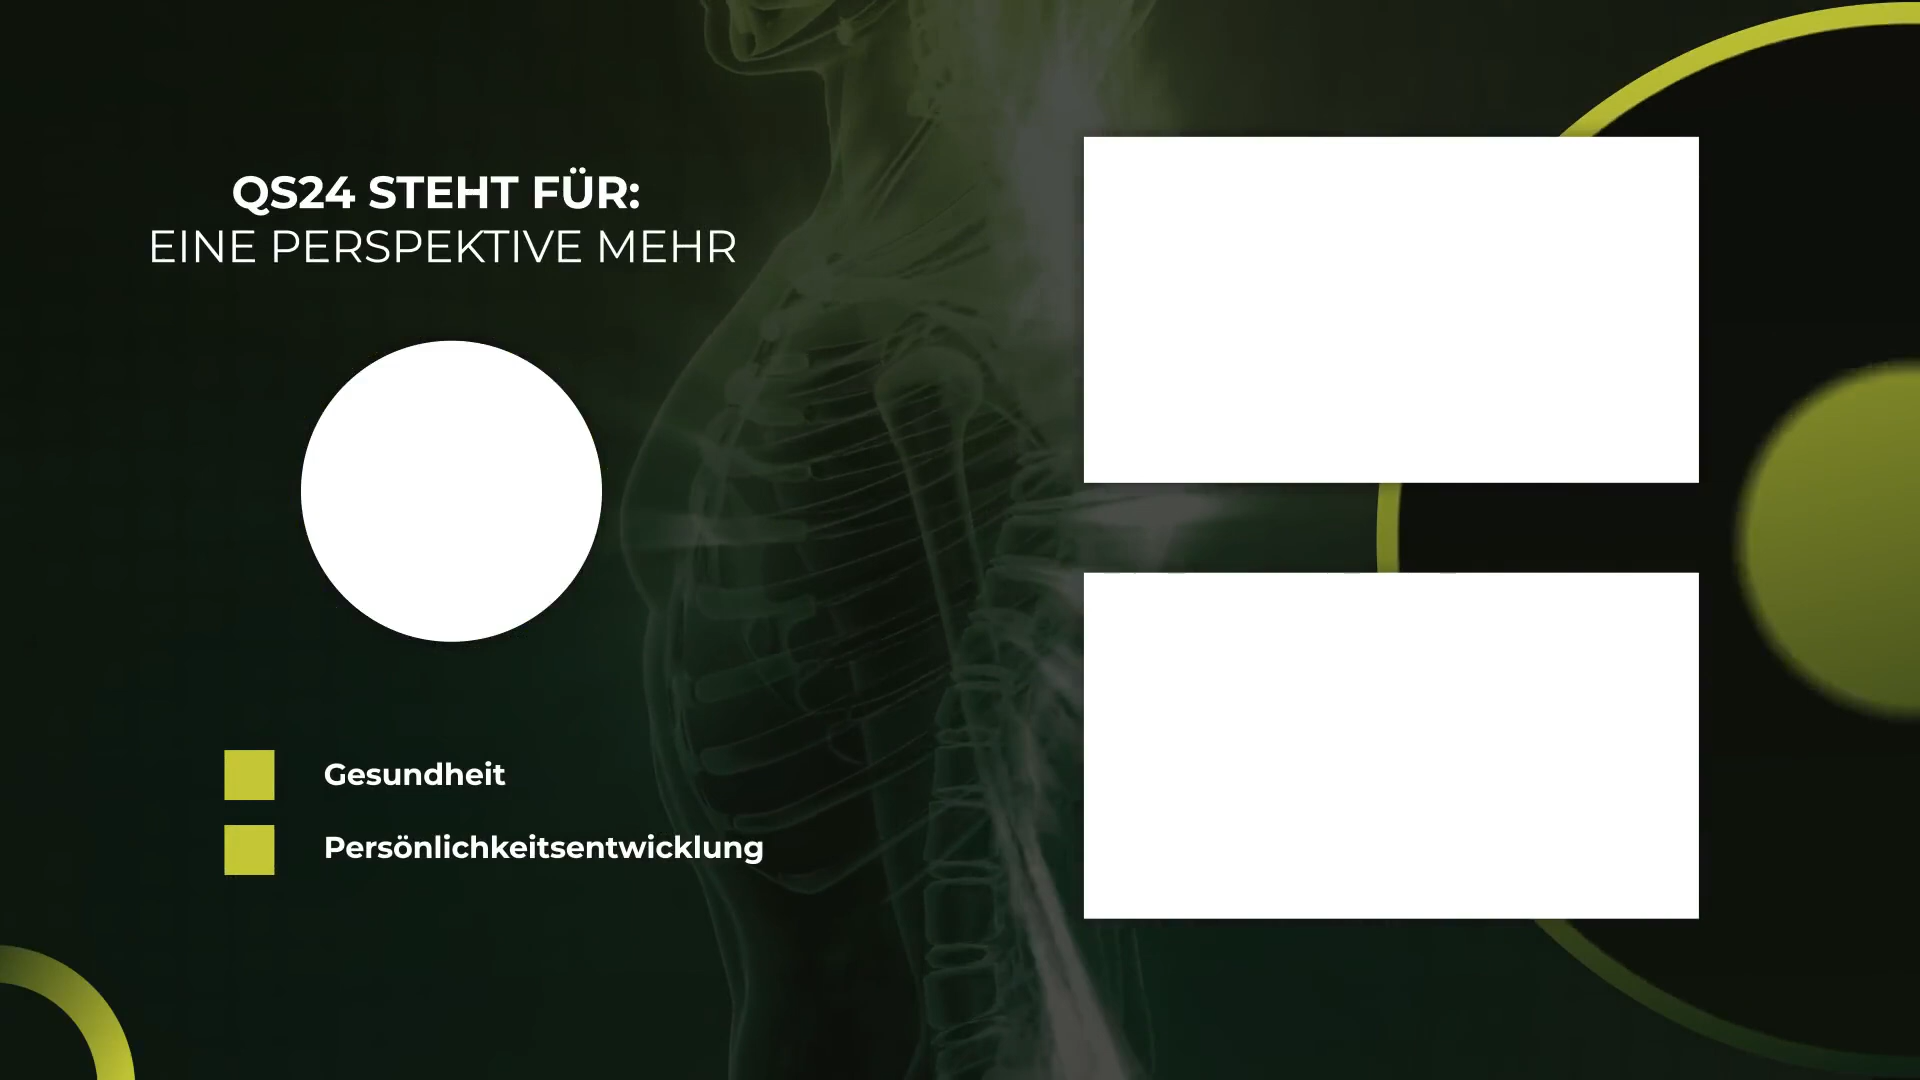 QS24 STEHT FÜR:
EINE PERSPEKTIVE MEHR
Gesundheit
Persönlichkeitsentwicklung